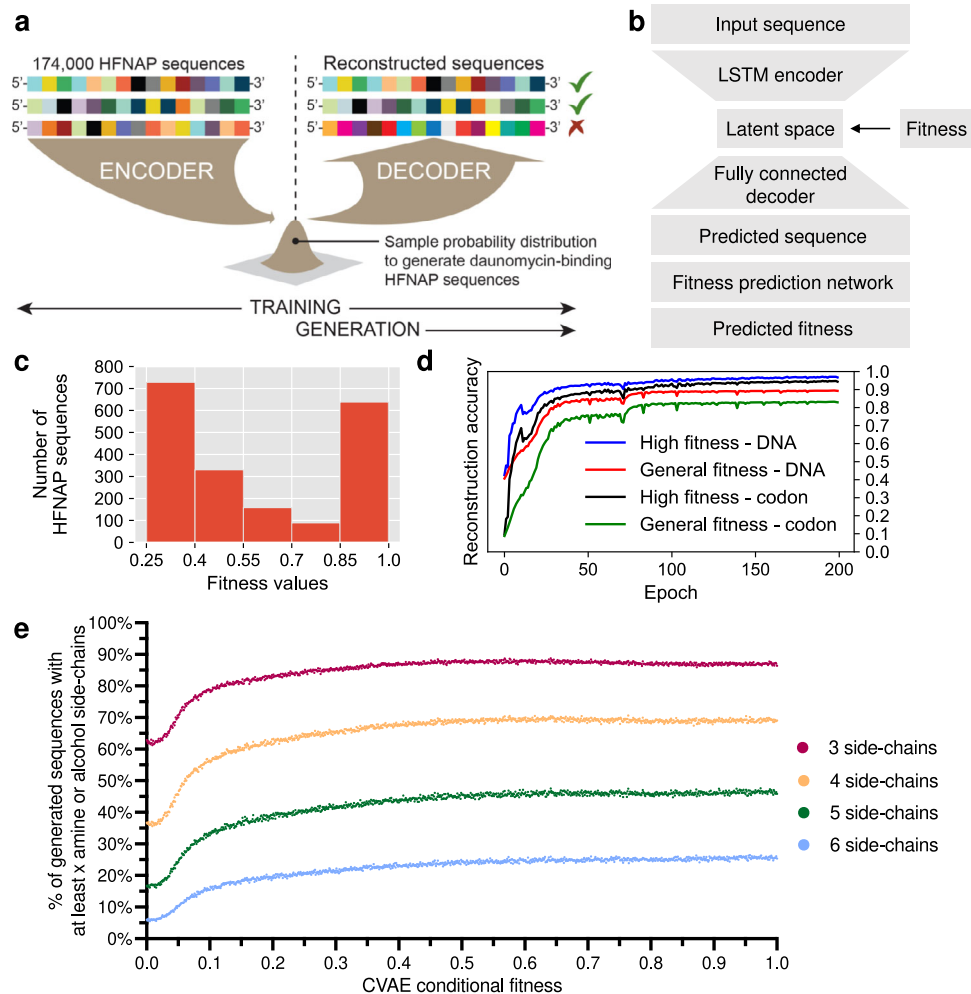 a
174,000 HFNAP sequences
Reconstructed sequences
5'- -3' 5'- -3'
5'- -3' 5'- -3'
5'- -3' 5'- -3'
ENCODER
DECODER
Sample probability distribution
to generate daunomycin-binding
HFNAP sequences
TRAINING
GENERATION
b
Input sequence
LSTM encoder
Latent space
Fitness
Fully connected
decoder
Predicted sequence
Fitness prediction network
Predicted fitness
c
Number of
HFNAP sequences
800
700
600
500
400
300
200
100
0
0.25 0.4 0.55 0.7 0.85 1.0
Fitness values
d
Reconstruction accuracy
1.0
0.9
0.8
0.7
0.6
0.5
0.4
0.3
0.2
0.1
0.0
High fitness - DNA
General fitness - DNA
High fitness - codon
General fitness - codon
0 50 100 150 200
Epoch
e
% of generated sequences with
at least x amine or alcohol side-chains
100%
90%
80%
70%
60%
50%
40%
30%
20%
10%
0%
0.0 0.1 0.2 0.3 0.4 0.5 0.6 0.7 0.8 0.9 1.0
CVAE conditional fitness
3 side-chains
4 side-chains
5 side-chains
6 side-chains